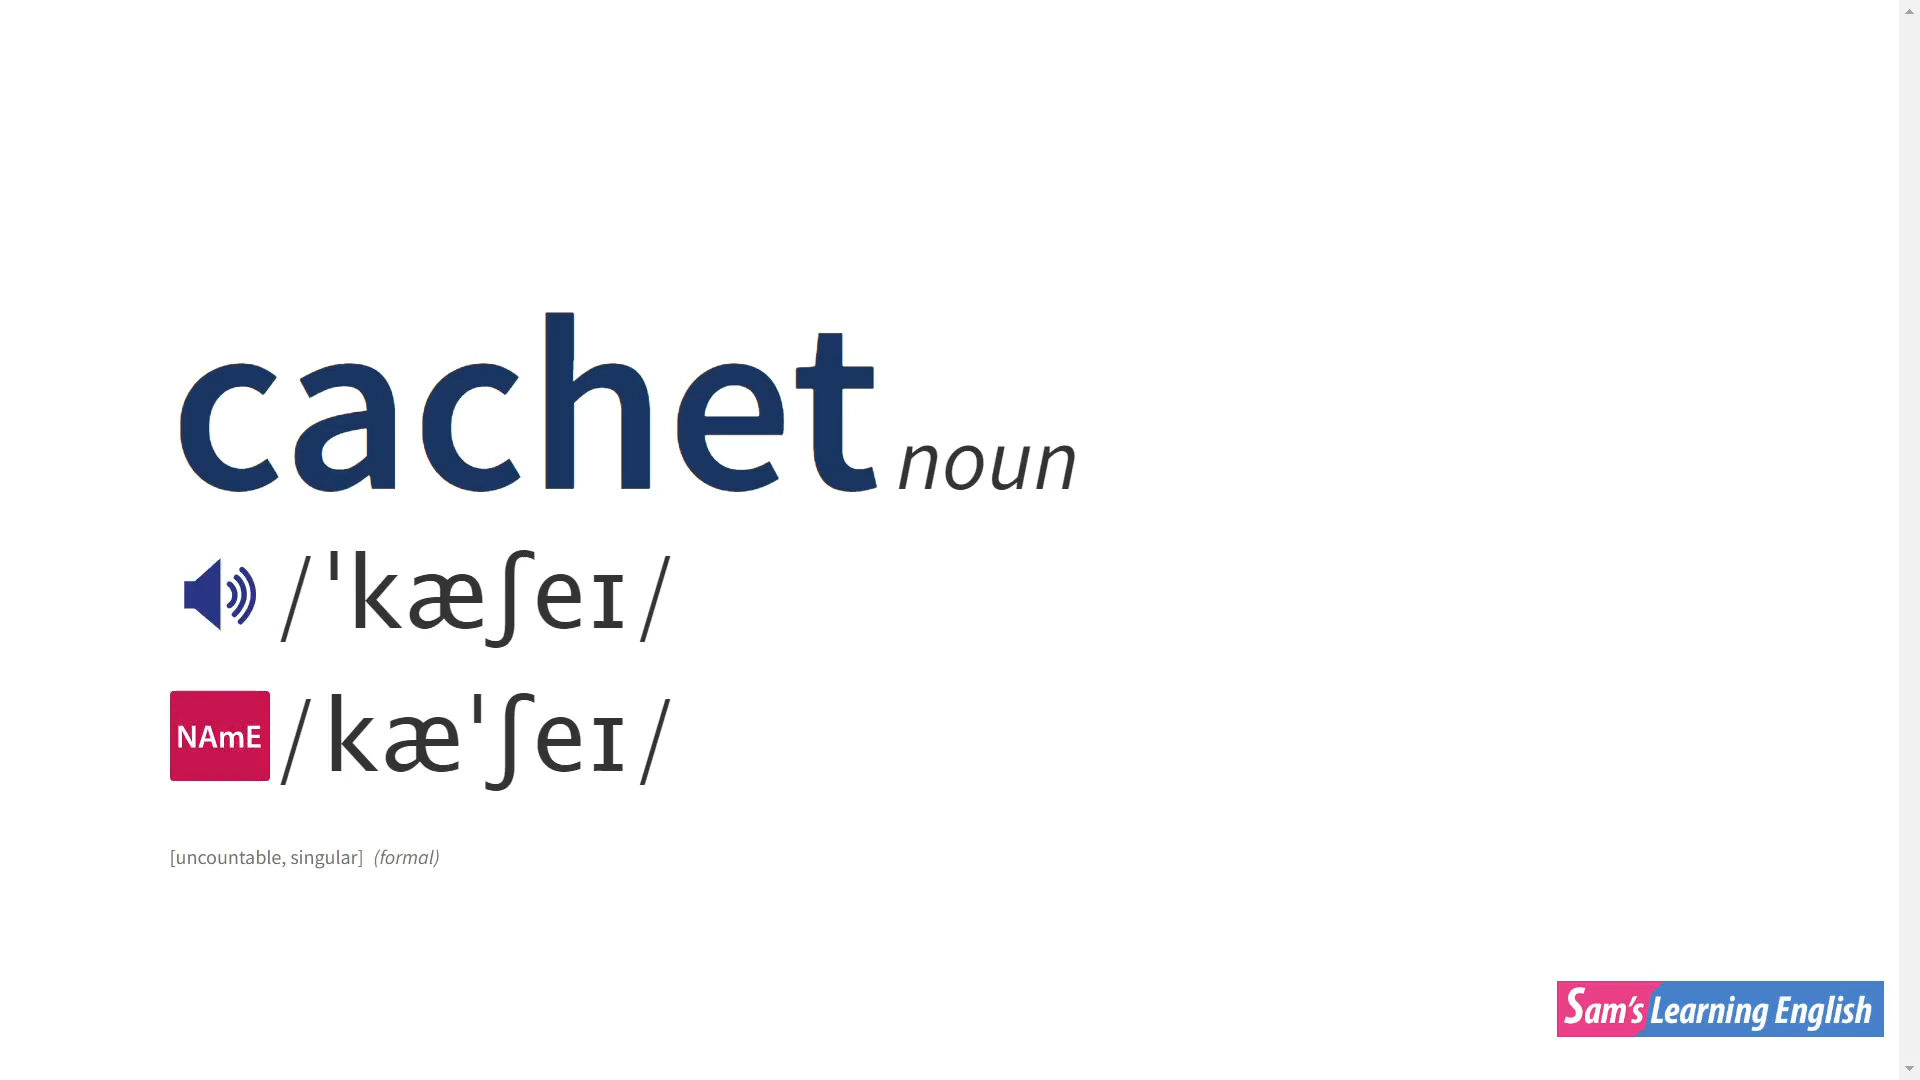 cachet noun
/ˈkæʃeɪ/
NAmE /kæˈʃeɪ/
[uncountable, singular] (formal)
Sam's Learning English